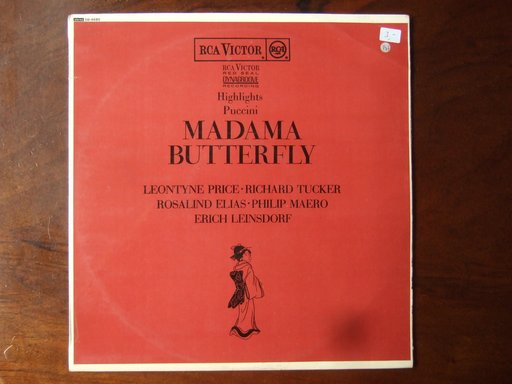 RCA VICTOR
RCA VICTOR
RED SEAL
DYNAGROOVE
RECORDING
Highlights
Puccini
MADAMA
BUTTERFLY
LEONTYNE PRICE · RICHARD TUCKER
ROSALIND ELIAS · PHILIP MAERO
ERICH LEINSDORF